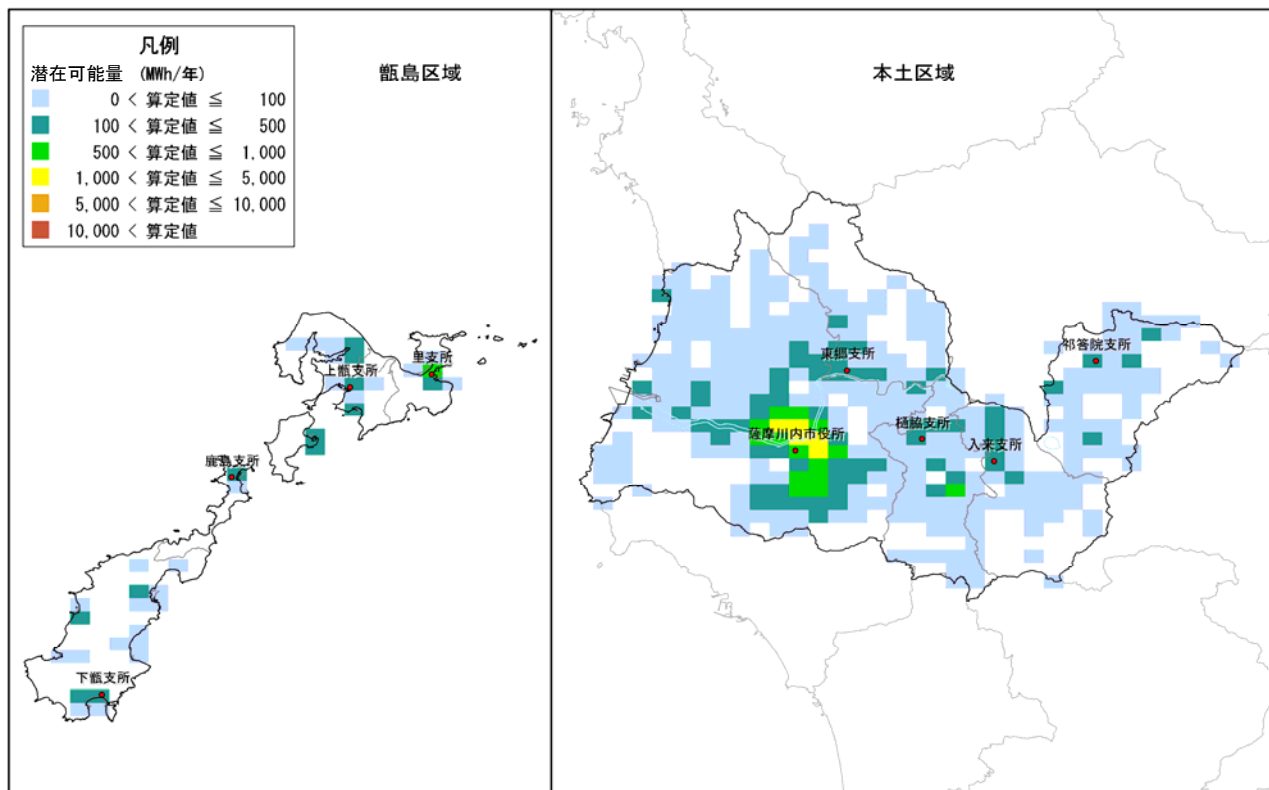 凡例
潜在可能量 (MWh/年)
0 < 算定値 ≦ 100
100 < 算定値 ≦ 500
500 < 算定値 ≦ 1,000
1,000 < 算定値 ≦ 5,000
5,000 < 算定値 ≦ 10,000
10,000 < 算定値
甑島区域
里支所
上甑支所
鹿島支所
下甑支所
本土区域
祁答院支所
東郷支所
樋脇支所
薩摩川内市役所
入来支所